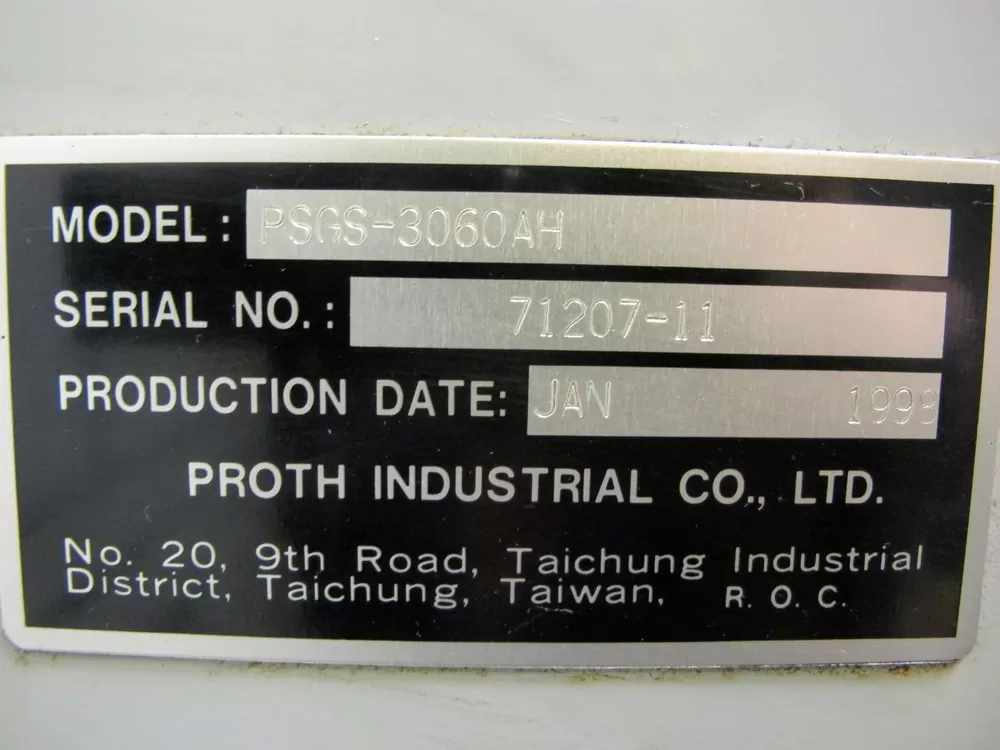 MODEL: PSGS-3060AH
SERIAL NO.: 71207-11
PRODUCTION DATE: JAN 1998
PROTH INDUSTRIAL CO., LTD.
No. 20, 9th Road, Taichung Industrial
District, Taichung, Taiwan, R. O. C.